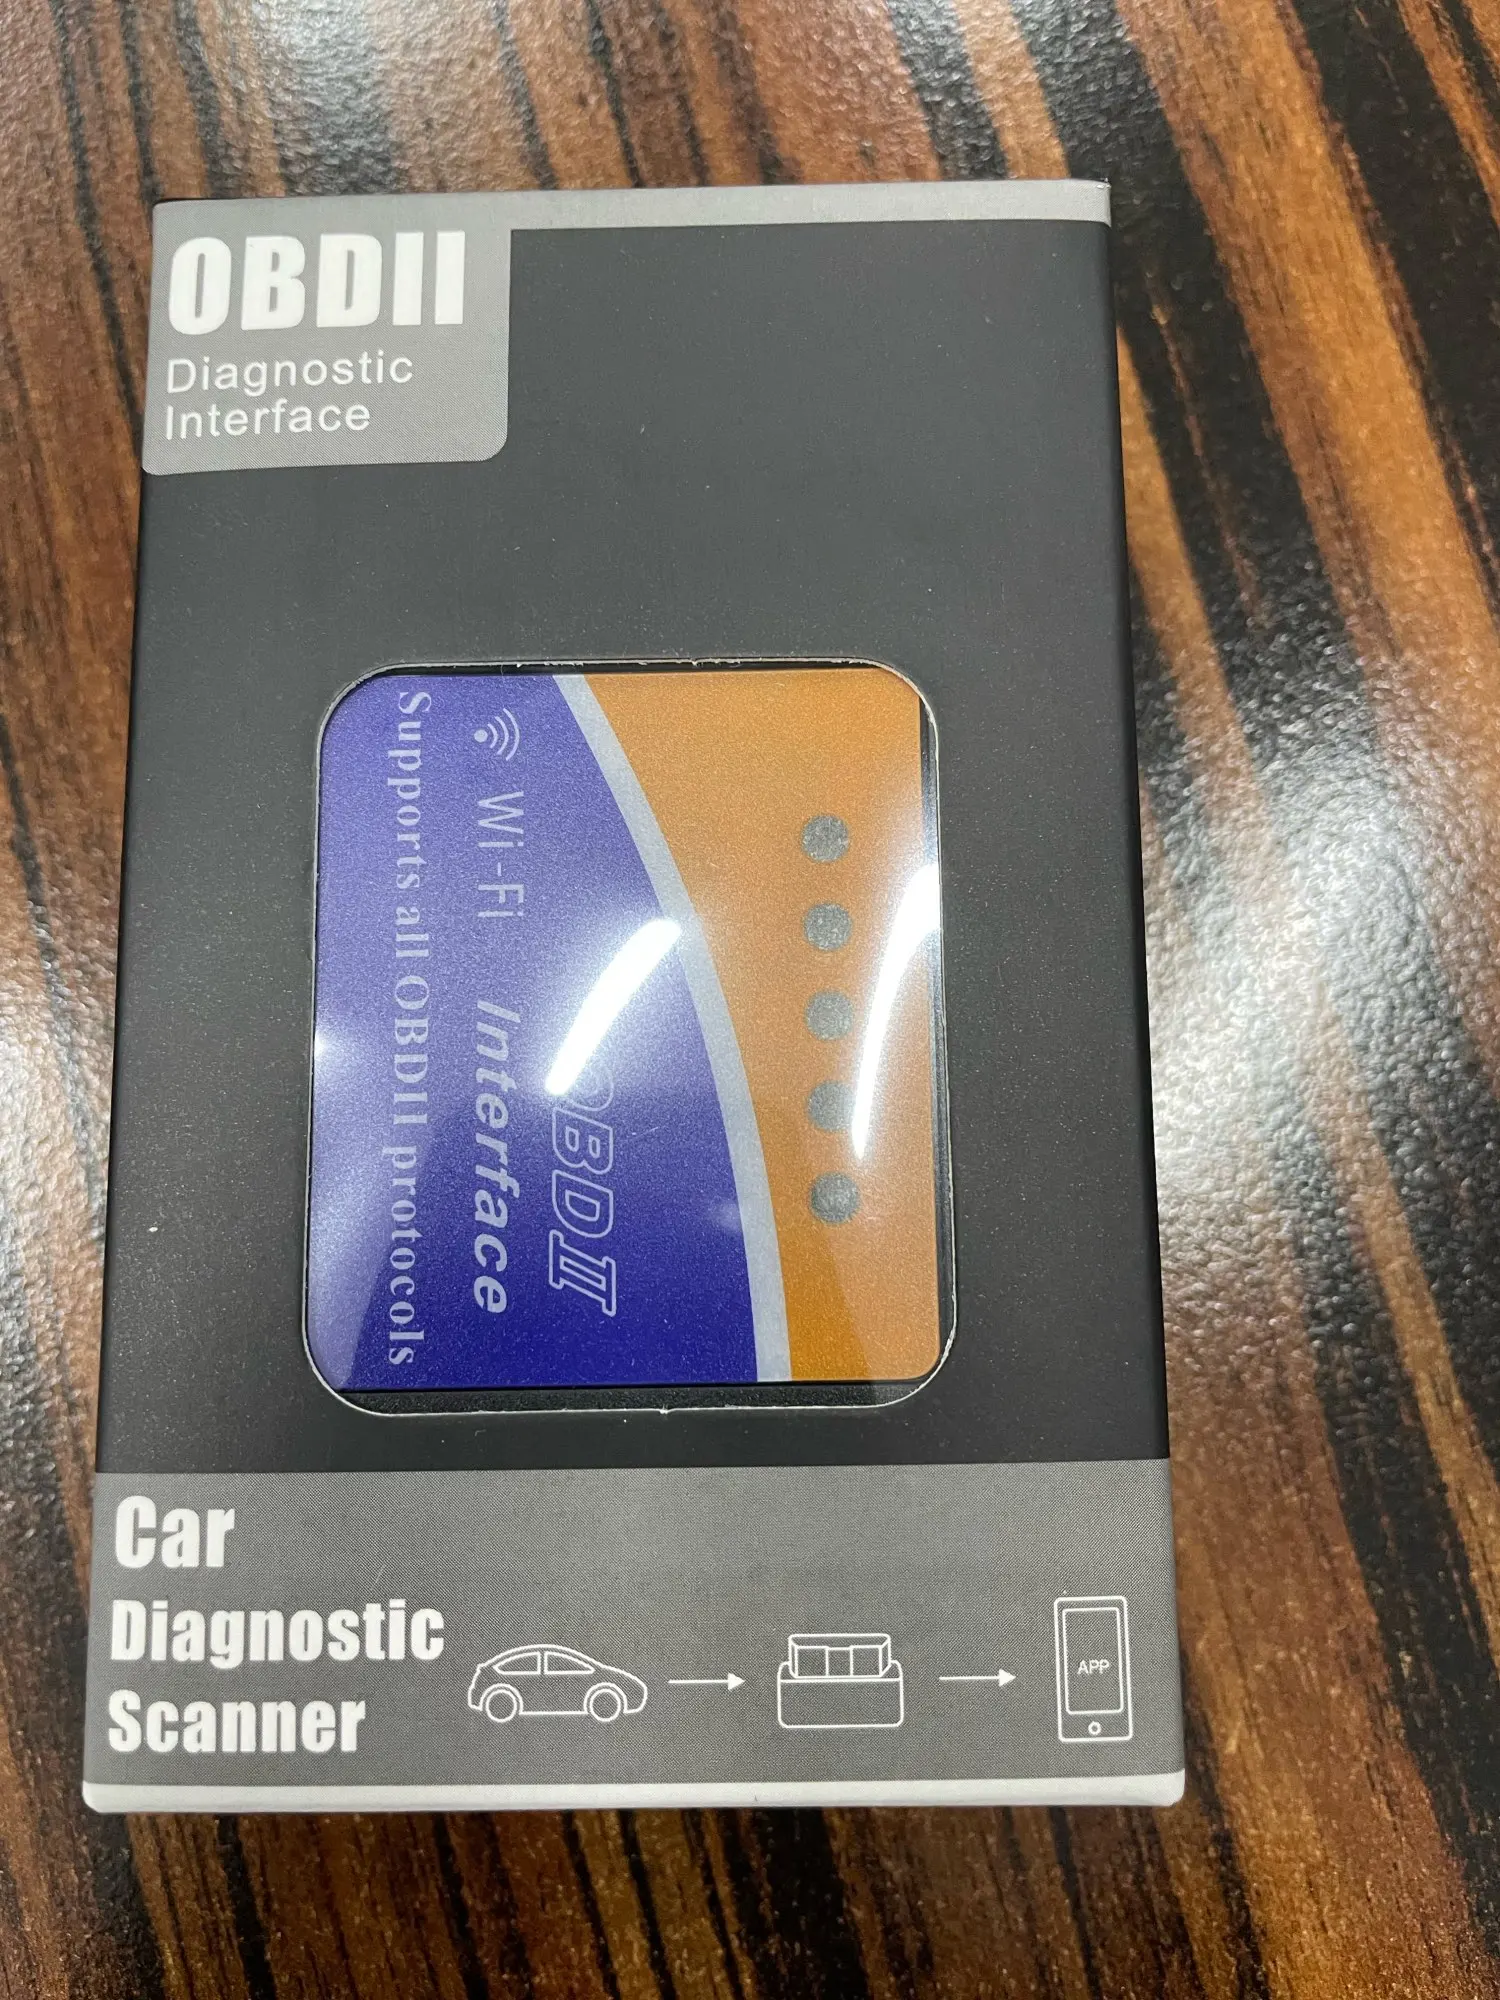 OBDII
Diagnostic
Interface
OBDII
Wi-Fi Interface
Supports all OBDII protocols
Car
Diagnostic
Scanner
APP